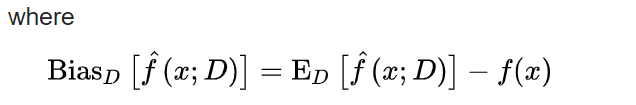 where
Bias_D [f̂ (x; D)] = E_D [f̂ (x; D)] − f(x)